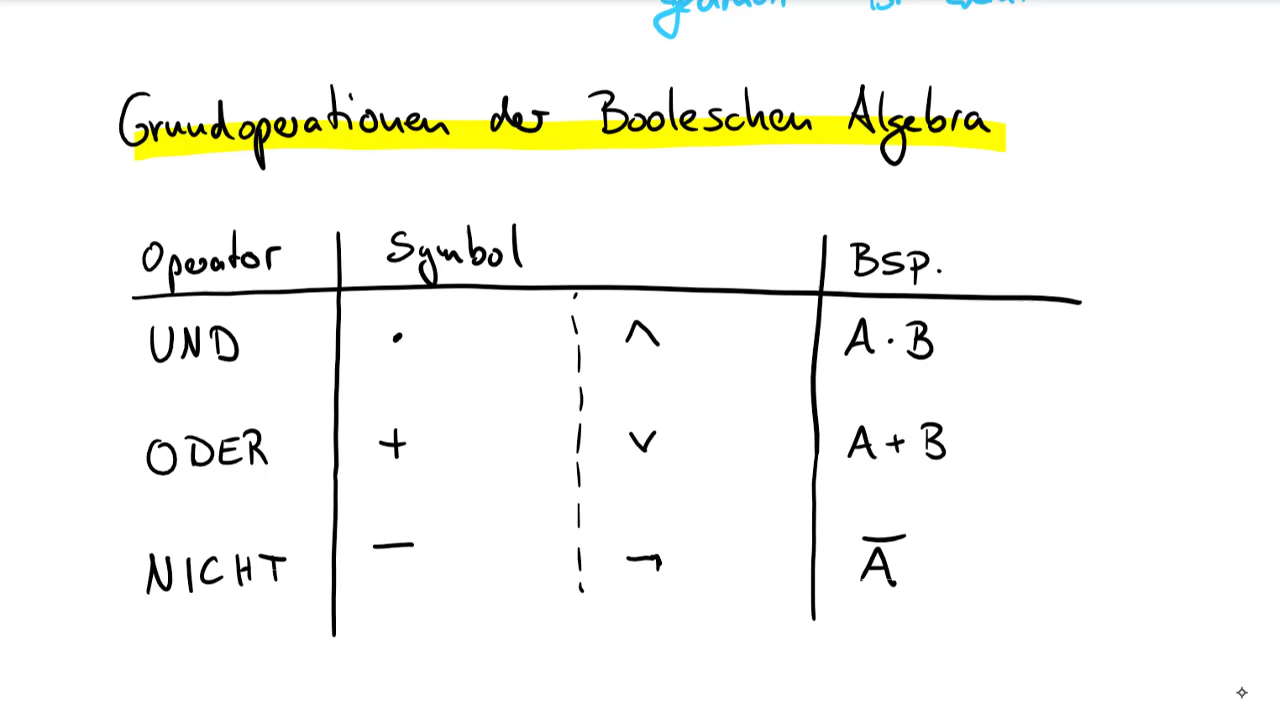 Grundoperationen der Booleschen Algebra
Operator Symbol Bsp.
UND · ∧ A · B
ODER + ∨ A + B
NICHT — ¬ A̅